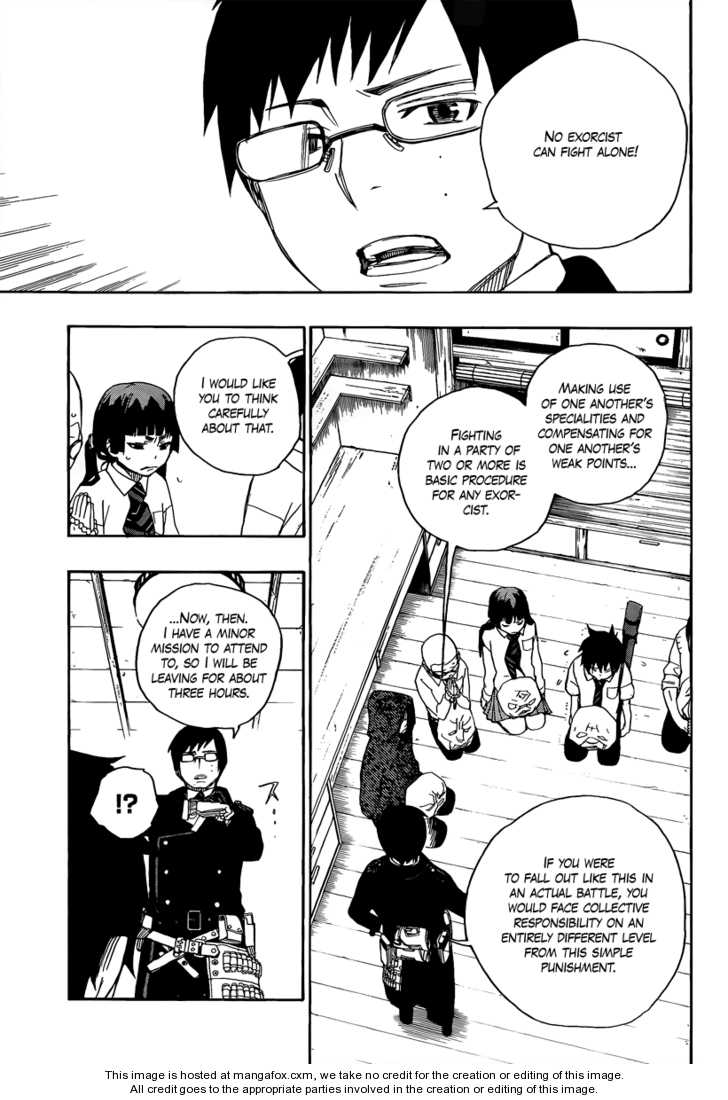 NO EXORCIST
CAN FIGHT ALONE!
MAKING USE
OF ONE ANOTHER'S
SPECIALITIES AND
COMPENSATING FOR
ONE ANOTHER'S
WEAK POINTS...
FIGHTING
IN A PARTY OF
TWO OR MORE IS
BASIC PROCEDURE
FOR ANY EXOR-
CIST.
IF YOU WERE
TO FALL OUT LIKE THIS IN
AN ACTUAL BATTLE, YOU
WOULD FACE COLLECTIVE
RESPONSIBILITY ON AN
ENTIRELY DIFFERENT LEVEL
FROM THIS SIMPLE
PUNISHMENT.
I WOULD LIKE
YOU TO THINK
CAREFULLY
ABOUT THAT.
...NOW, THEN.
I HAVE A MINOR
MISSION TO ATTEND
TO, SO I WILL BE
LEAVING FOR ABOUT
THREE HOURS.
ス...
!?
This image is hosted at mangafox.cxm, we take no credit for the creation or editing of this image.
All credit goes to the appropriate parties involved in the creation or editing of this image.